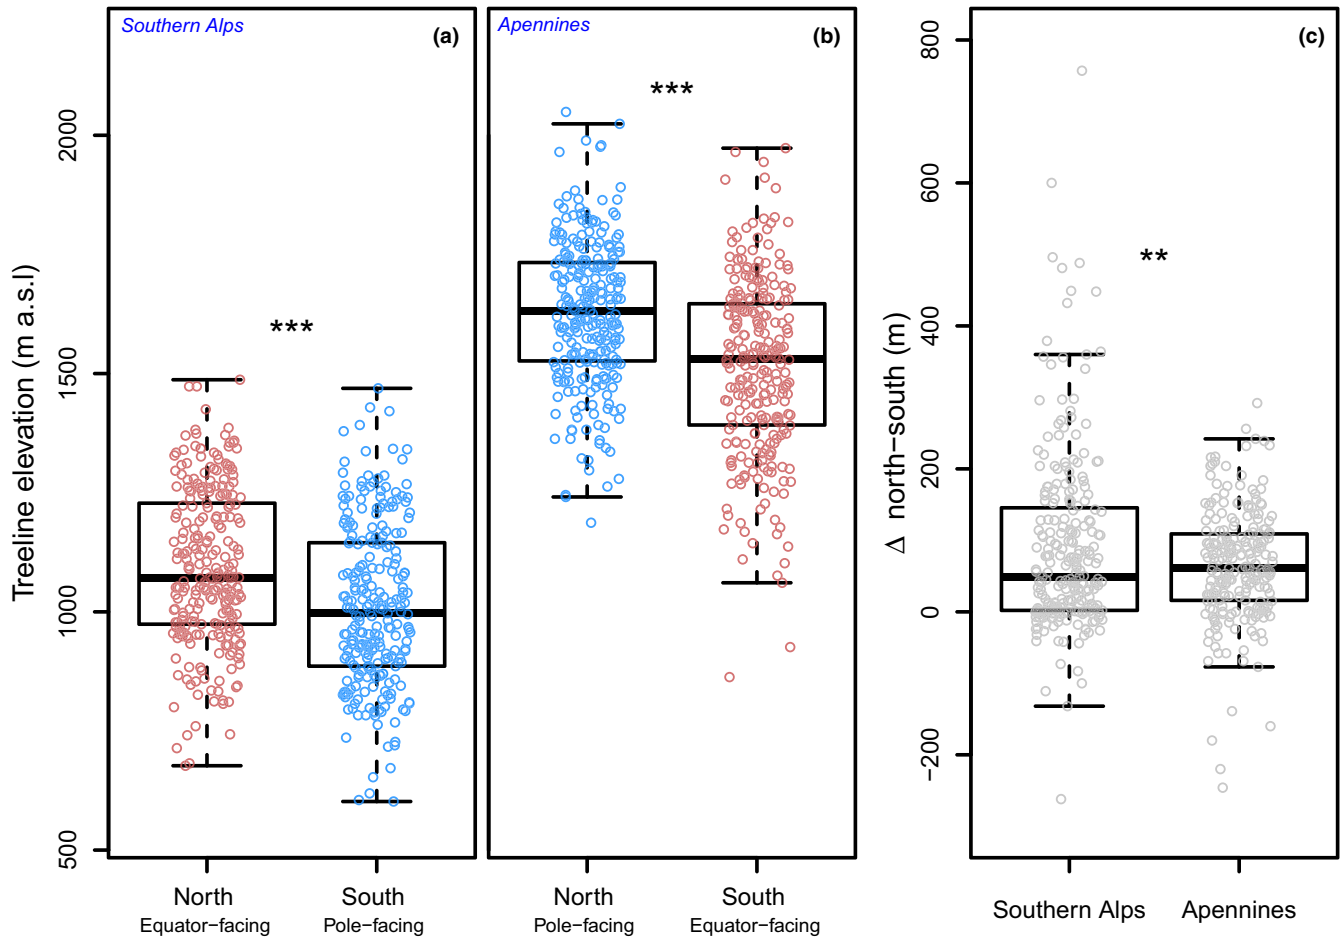 Southern Alps
(a)
Apennines
(b)
(c)
***
***
**
Treeline elevation (m a.s.l)
2000
1500
1000
500
Δ north−south (m)
800
600
400
200
0
−200
North
Equator−facing
South
Pole−facing
North
Pole−facing
South
Equator−facing
Southern Alps
Apennines